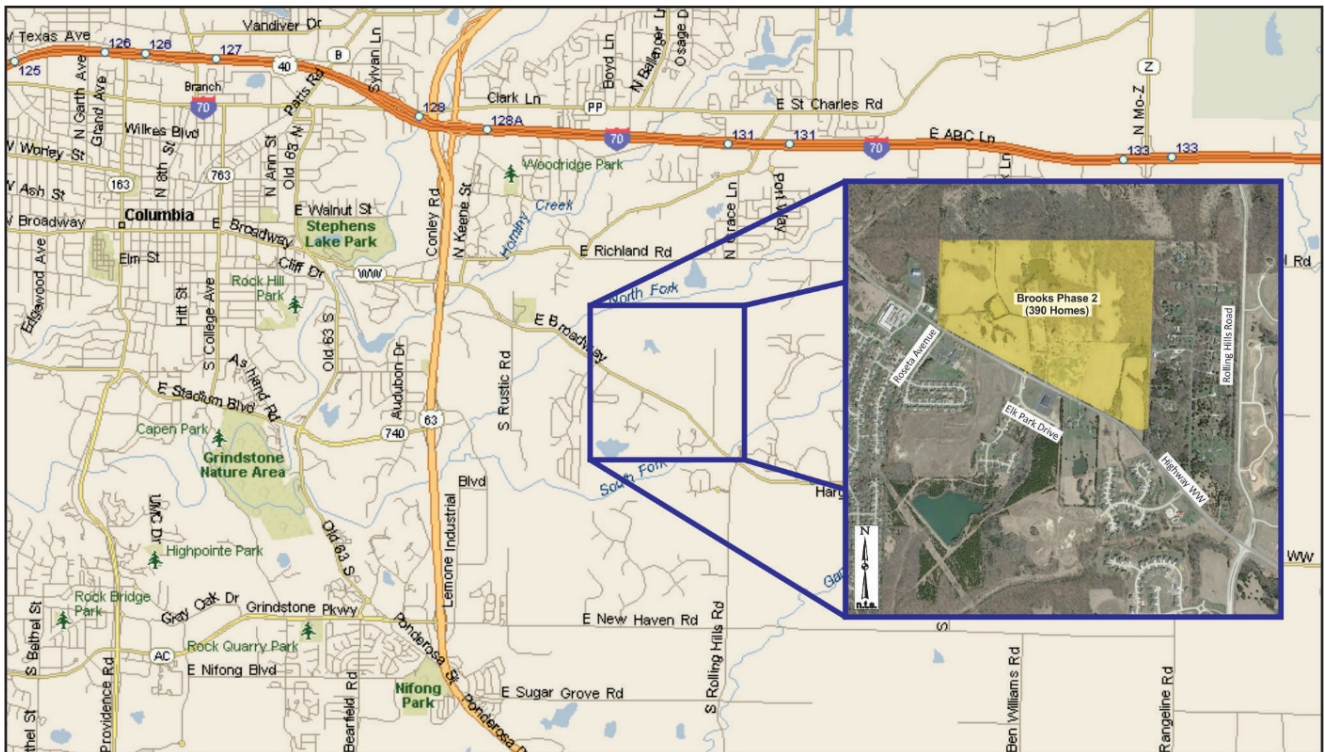 Vandiver Dr
W Texas Ave
126
126
127
125
40
B
Sylvan Ln
Boyd Ln
N Ballenger Ln
Osage Dr
Z
N Mo-Z
Branch
70
N Garth Ave
Grand Ave
Paris Rd
128
Clark Ln
PP
E St Charles Rd
128A
70
131
131
70
E ABC Ln
133
133
Wilkes Blvd
W Worley St
N 8th St
N Ann St
Old 63 N
Woodridge Park
W Ash St
163
763
Conley Rd
N Keene St
Hominy Creek
N Grace Ln
Port Way
W Broadway
Columbia
E Walnut St
Stephens
Lake Park
E Broadway
E Richland Rd
Elm St
Cliff Dr
WW
North Fork
Edgewood Ave
Hitt St
S College Ave
Rock Hill
Park
Old 63 S
E Broadway
Audubon Dr
S Rustic Rd
Ashland Rd
E Stadium Blvd
63
740
Capen Park
Grindstone
Nature Area
South Fork
Blvd
Lemone Industrial
UMC Dr
Old 63 S
Highpointe Park
Rock Bridge
Park
Gray Oak Dr
Grindstone Pkwy
E New Haven Rd
S Bethel St
Rock Quarry Park
AC
E Nifong Blvd
Ponderosa St
Nifong
Park
E Sugar Grove Rd
S Rolling Hills Rd
Providence Rd
Bearfield Rd
Ben Williams Rd
Rangeline Rd
WW
Brooks Phase 2
(390 Homes)
Roseta Avenue
Rolling Hills Road
Elk Park Drive
Highway WW
N
n.t.s.